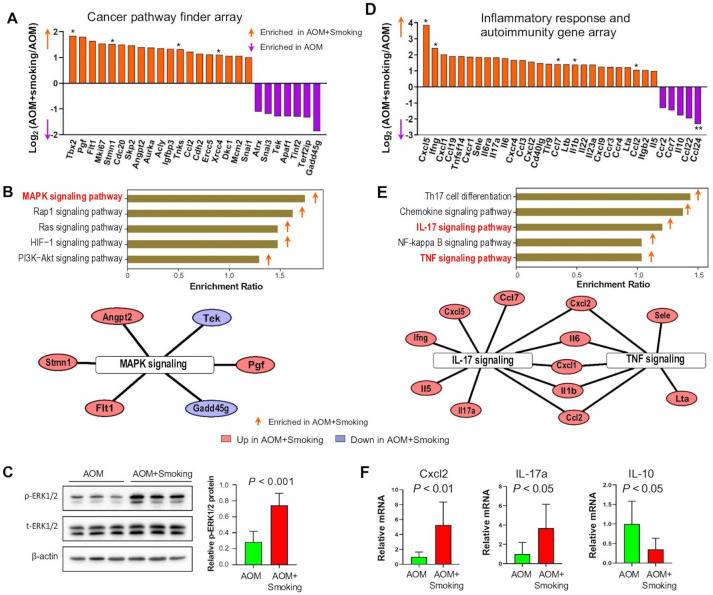 A
Cancer pathway finder array
Enriched in AOM+Smoking
Enriched in AOM
Log2 (AOM+smoking/AOM)
2
1
0
-1
-2
Tbx2
Pgf
Flt1
Mki67
Stmn1
Cdc20
Skp2
Angpt2
Aurka
Acly
Igfbp3
Tnks
Ccl2
Cdh2
Ercc5
Xrcc4
Dkc1
Mcm2
Snai1
Atrx
Snai3
Tek
Apaf1
Tinf2
Terf2ip
Gadd45g
* * * *
D
Inflammatory response and
autoimmunity gene array
Log2 (AOM+smoking/AOM)
4
3
2
1
0
-1
-2
-3
Cxcl5
Ifng
Cxcl1
Ccl19
Tnfsf14
Cxcr1
Sele
Il6ra
Il17a
Il6
Cxcr4
Ccl3
Cxcr2
Cd40lg
Tlr9
Ccl7
Ltb
Il1b
Il22
Il23a
Cxcl9
Ccr3
Ccr4
Lta
Ccl2
Itgb2
Il5
Ccr2
Ccr7
Il10
Ccl22
Ccl24
* * * * * **
B
MAPK signaling pathway
Rap1 signaling pathway
Ras signaling pathway
HIF−1 signaling pathway
PI3K−Akt signaling pathway
0 0.5 1.0 1.5
Enrichment Ratio
Angpt2
Tek
Stmn1
MAPK signaling
Pgf
Flt1
Gadd45g
E
Th17 cell differentiation
Chemokine signaling pathway
IL-17 signaling pathway
NF-kappa B signaling pathway
TNF signaling pathway
0 0.5 1.0 1.5
Enrichment Ratio
Cxcl5
Ccl7
Cxcl2
Sele
Ifng
Il6
IL-17 signaling
Cxcl1
TNF signaling
Il5
Il1b
Il17a
Ccl2
Lta
Enriched in AOM+Smoking
Up in AOM+Smoking
Down in AOM+Smoking
C
AOM
AOM+Smoking
p-ERK1/2
t-ERK1/2
β-actin
P < 0.001
Relative p-ERK1/2 protein
1.0
0.8
0.6
0.4
0.2
0.0
AOM
AOM+
Smoking
F
Cxcl2
P < 0.01
Relative mRNA
10
8
6
4
2
0
AOM
AOM+
Smoking
IL-17a
P < 0.05
Relative mRNA
8
6
4
2
0
AOM
AOM+
Smoking
IL-10
P < 0.05
Relative mRNA
2.0
1.5
1.0
0.5
0.0
AOM
AOM+
Smoking